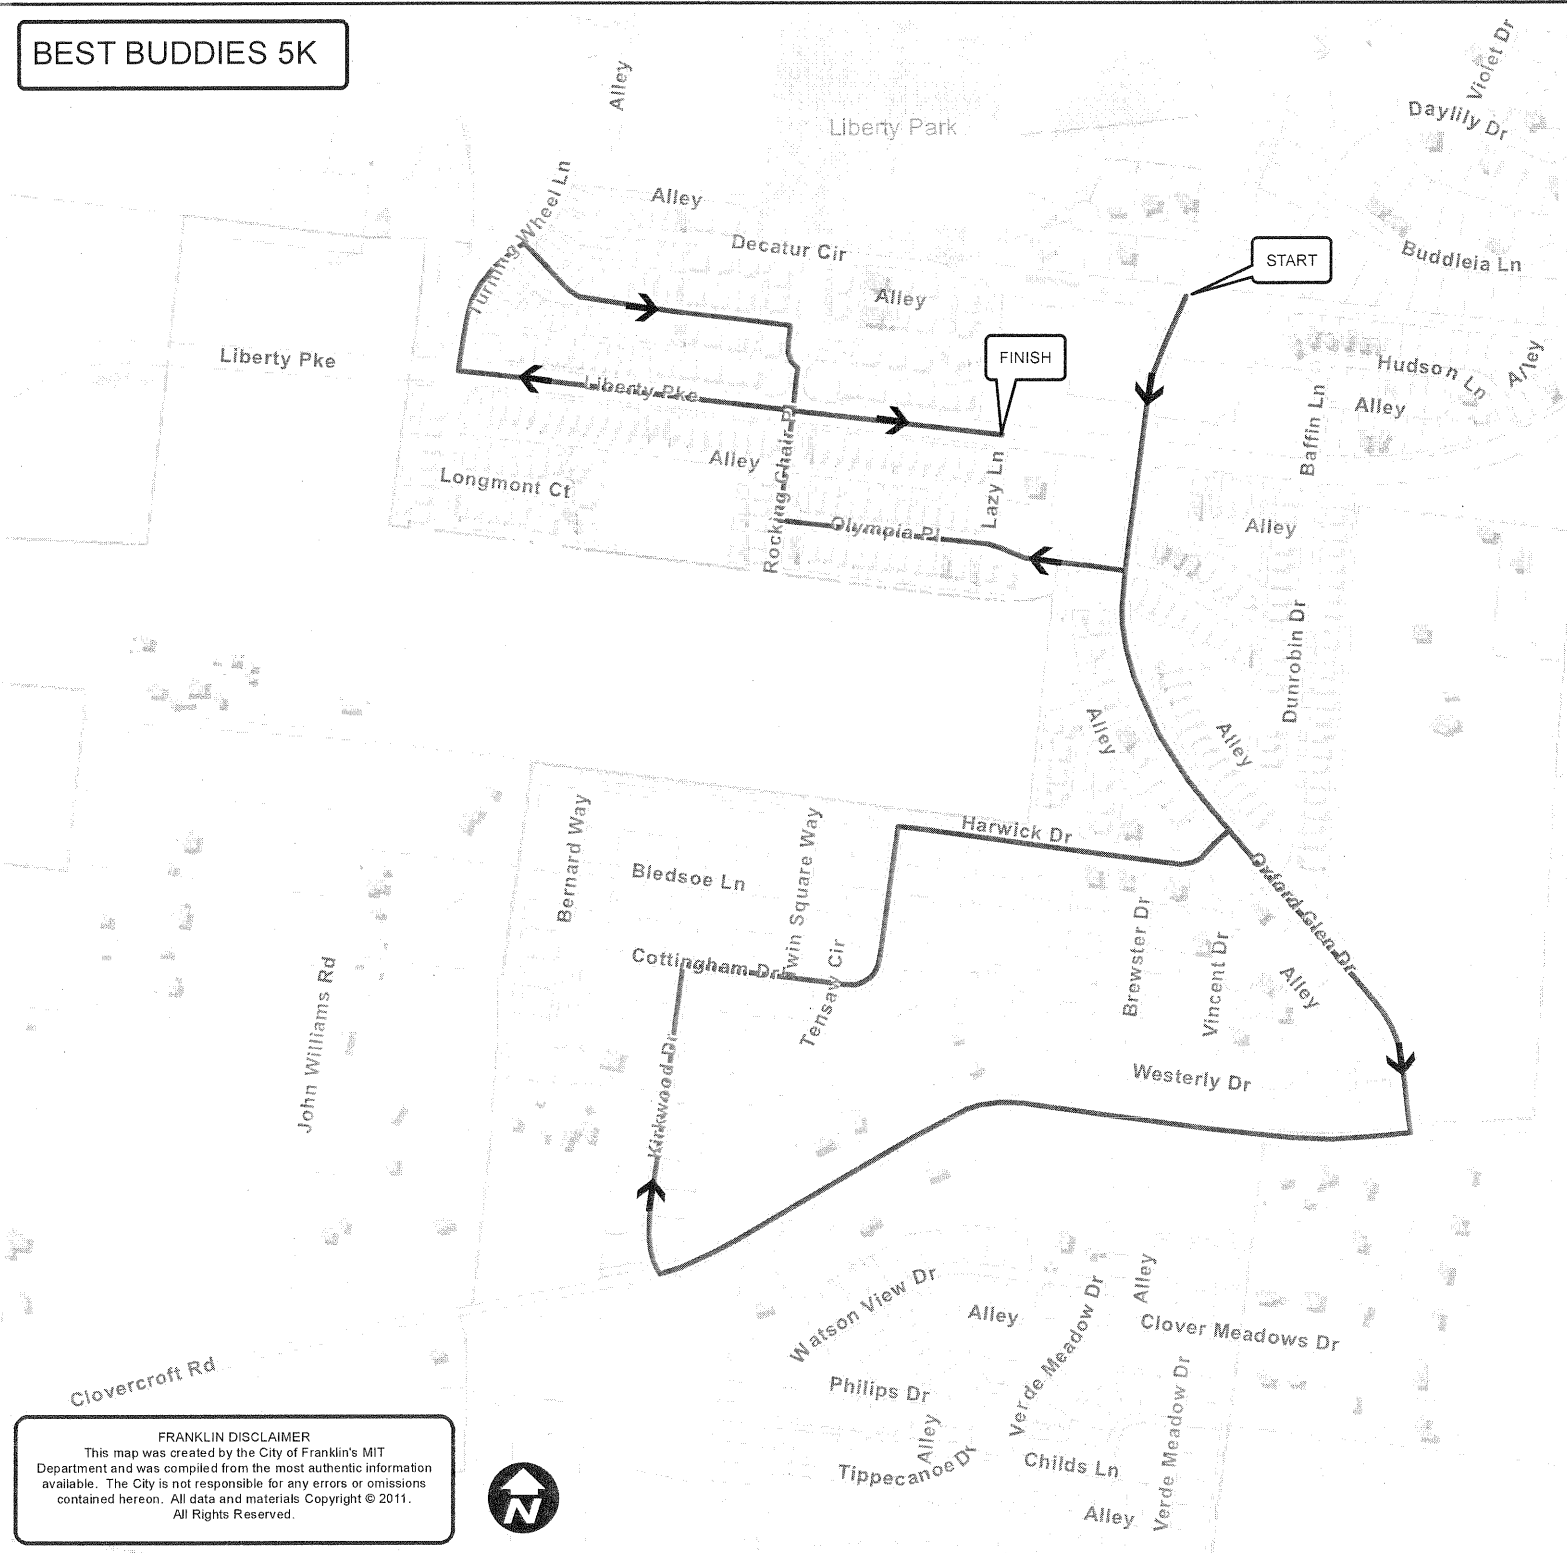 BEST BUDDIES 5K
Alley
Violet Dr
Daylily Dr
Liberty Park
Turning Wheel Ln
Alley
Decatur Cir
START
Buddleia Ln
Alley
FINISH
Liberty Pke
Hudson Ln
Alley
Liberty Pke
Alley
Baffin Ln
Rocking Chair Pl
Alley
Longmont Ct
Lazy Ln
Olympia Pl
Alley
Dunrobin Dr
Alley
Alley
Harwick Dr
Bernard Way
Bledsoe Ln
Twin Square Way
Oxford Glen Dr
Cottingham Dr
Tensaw Cir
Brewster Dr
Vincent Dr
Alley
John Williams Rd
Kirkwood Dr
Westerly Dr
Watson View Dr
Alley
Verde Meadow Dr
Alley
Clover Meadows Dr
Clovercroft Rd
Philips Dr
Alley
Verde Meadow Dr
Tippecanoe Dr
Childs Ln
Alley
FRANKLIN DISCLAIMER
This map was created by the City of Franklin's MIT
Department and was compiled from the most authentic information
available. The City is not responsible for any errors or omissions
contained hereon. All data and materials Copyright © 2011.
All Rights Reserved.
N